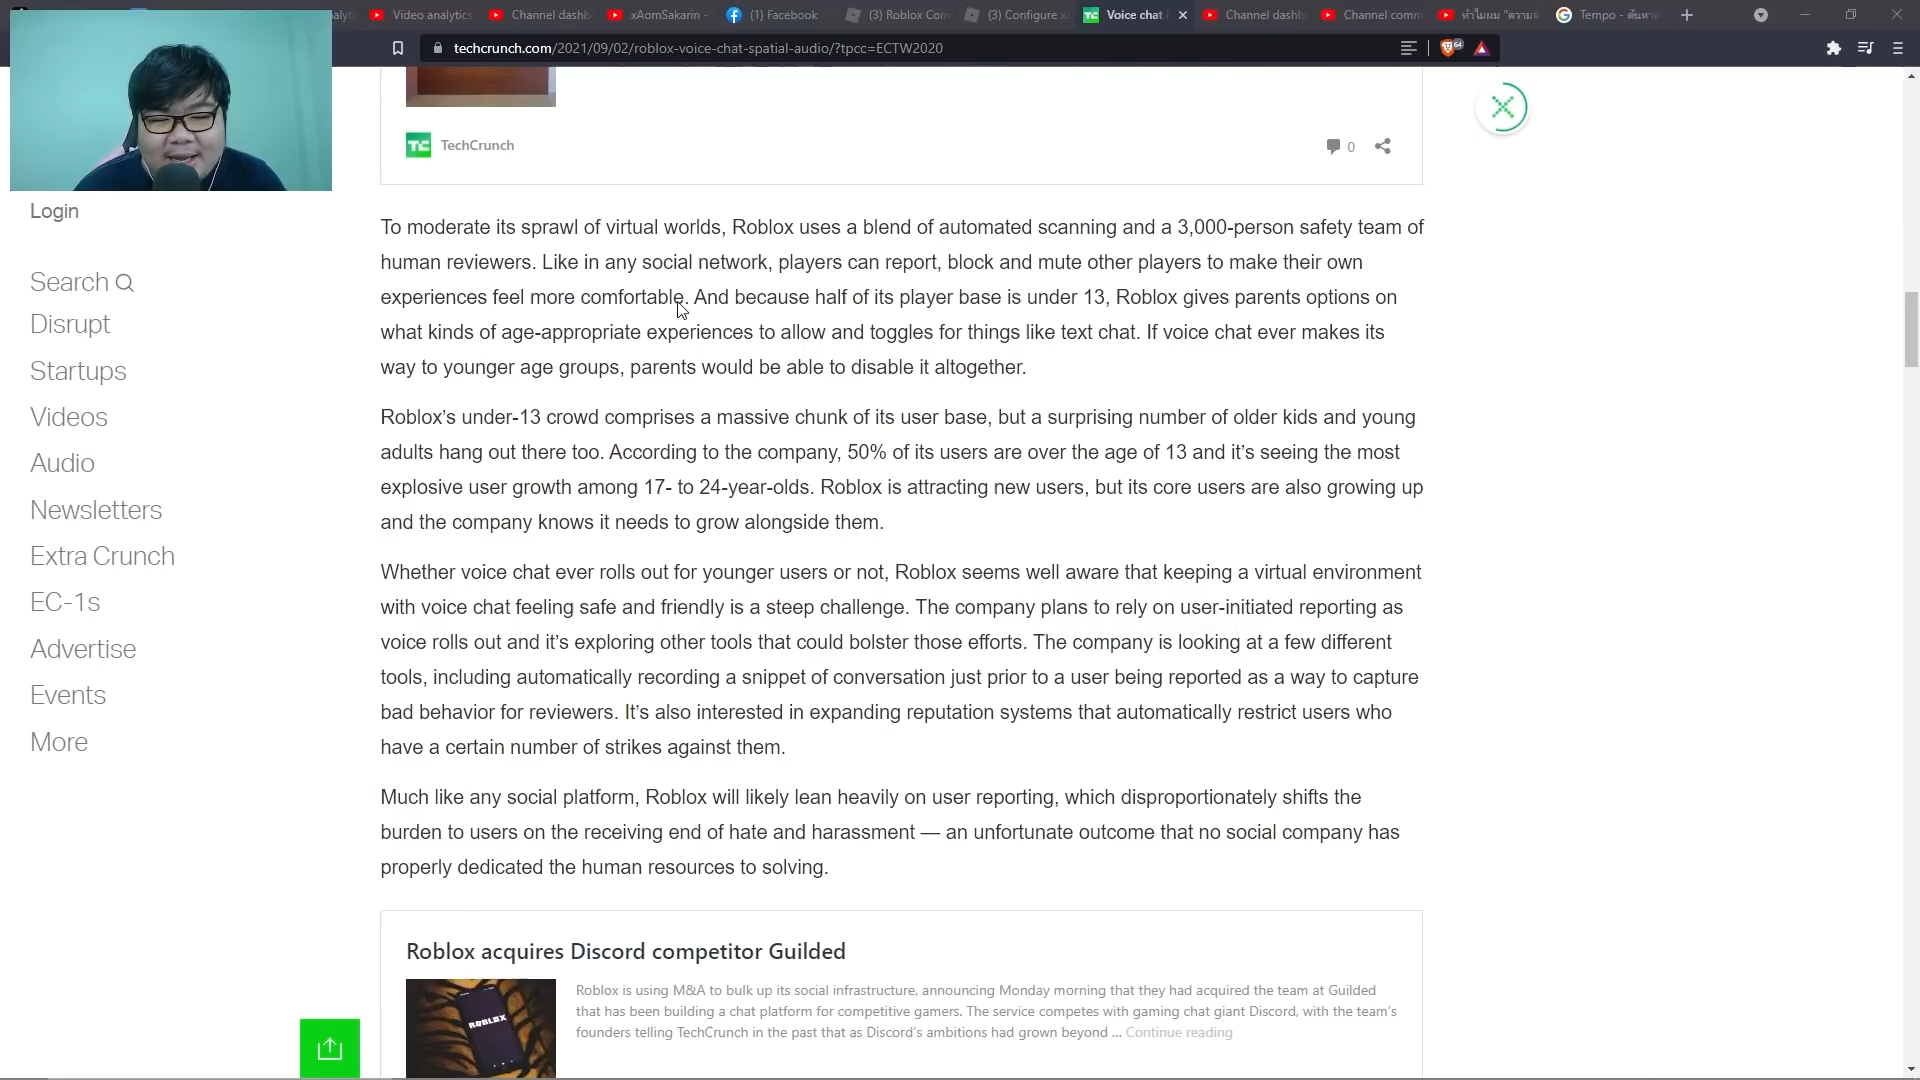 Video analytics
Channel dashb
xAomSakarin -
(1) Facebook
(3) Roblox Com
(3) Configure x
Voice chat i
Channel dashb
Channel comm
ทำไมผม "ความ
Tempo - ค้นหา
techcrunch.com/2021/09/02/roblox-voice-chat-spatial-audio/?tpcc=ECTW2020
64
TechCrunch
0
Login
Search
Disrupt
Startups
Videos
Audio
Newsletters
Extra Crunch
EC-1s
Advertise
Events
More
To moderate its sprawl of virtual worlds, Roblox uses a blend of automated scanning and a 3,000-person safety team of
human reviewers. Like in any social network, players can report, block and mute other players to make their own
experiences feel more comfortable. And because half of its player base is under 13, Roblox gives parents options on
what kinds of age-appropriate experiences to allow and toggles for things like text chat. If voice chat ever makes its
way to younger age groups, parents would be able to disable it altogether.
Roblox’s under-13 crowd comprises a massive chunk of its user base, but a surprising number of older kids and young
adults hang out there too. According to the company, 50% of its users are over the age of 13 and it’s seeing the most
explosive user growth among 17- to 24-year-olds. Roblox is attracting new users, but its core users are also growing up
and the company knows it needs to grow alongside them.
Whether voice chat ever rolls out for younger users or not, Roblox seems well aware that keeping a virtual environment
with voice chat feeling safe and friendly is a steep challenge. The company plans to rely on user-initiated reporting as
voice rolls out and it’s exploring other tools that could bolster those efforts. The company is looking at a few different
tools, including automatically recording a snippet of conversation just prior to a user being reported as a way to capture
bad behavior for reviewers. It’s also interested in expanding reputation systems that automatically restrict users who
have a certain number of strikes against them.
Much like any social platform, Roblox will likely lean heavily on user reporting, which disproportionately shifts the
burden to users on the receiving end of hate and harassment — an unfortunate outcome that no social company has
properly dedicated the human resources to solving.
Roblox acquires Discord competitor Guilded
ROBLOX
Roblox is using M&A to bulk up its social infrastructure, announcing Monday morning that they had acquired the team at Guilded
that has been building a chat platform for competitive gamers. The service competes with gaming chat giant Discord, with the team’s
founders telling TechCrunch in the past that as Discord’s ambitions had grown beyond ... Continue reading